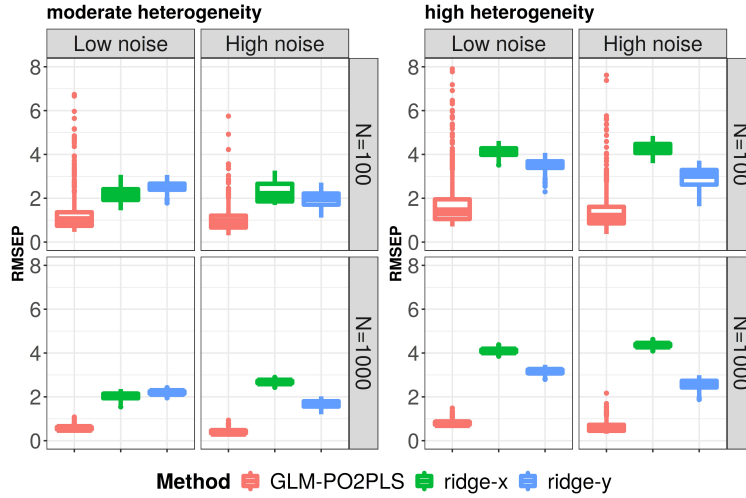 moderate heterogeneity
high heterogeneity
Low noise
High noise
Low noise
High noise
RMSEP
8
6
4
2
0
N=100
8
6
4
2
0
N=1000
RMSEP
8
6
4
2
0
N=100
8
6
4
2
0
N=1000
Method GLM-PO2PLS ridge-x ridge-y